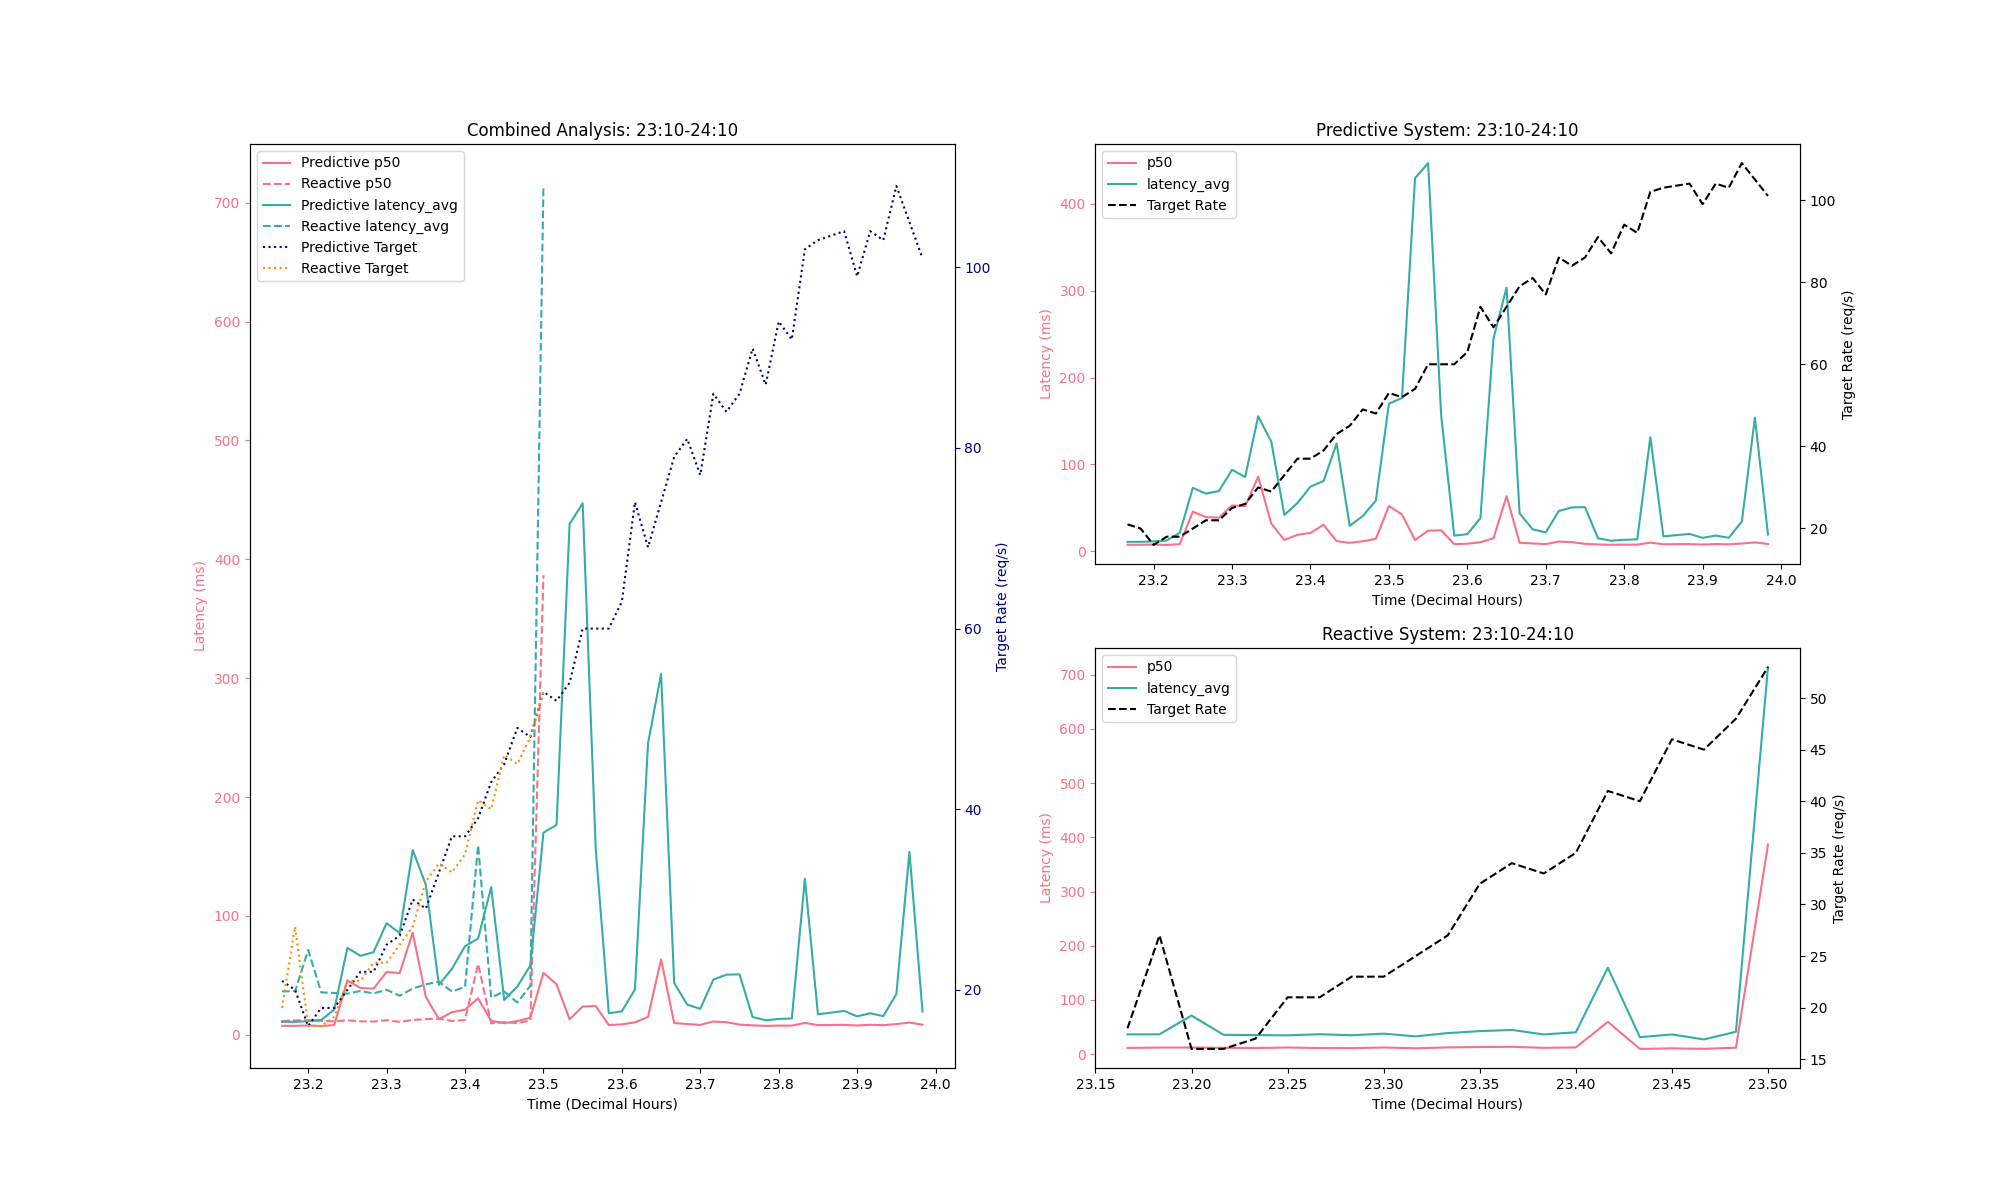 Combined Analysis: 23:10-24:10
Predictive p50
Reactive p50
Predictive latency_avg
Reactive latency_avg
Predictive Target
Reactive Target
700
600
500
400
300
200
100
0
Latency (ms)
100
80
60
40
20
Target Rate (req/s)
23.2 23.3 23.4 23.5 23.6 23.7 23.8 23.9 24.0
Time (Decimal Hours)
Predictive System: 23:10-24:10
p50
latency_avg
Target Rate
400
300
200
100
0
Latency (ms)
100
80
60
40
20
Target Rate (req/s)
23.2 23.3 23.4 23.5 23.6 23.7 23.8 23.9 24.0
Time (Decimal Hours)
Reactive System: 23:10-24:10
p50
latency_avg
Target Rate
700
600
500
400
300
200
100
0
Latency (ms)
50
45
40
35
30
25
20
15
Target Rate (req/s)
23.15 23.20 23.25 23.30 23.35 23.40 23.45 23.50
Time (Decimal Hours)